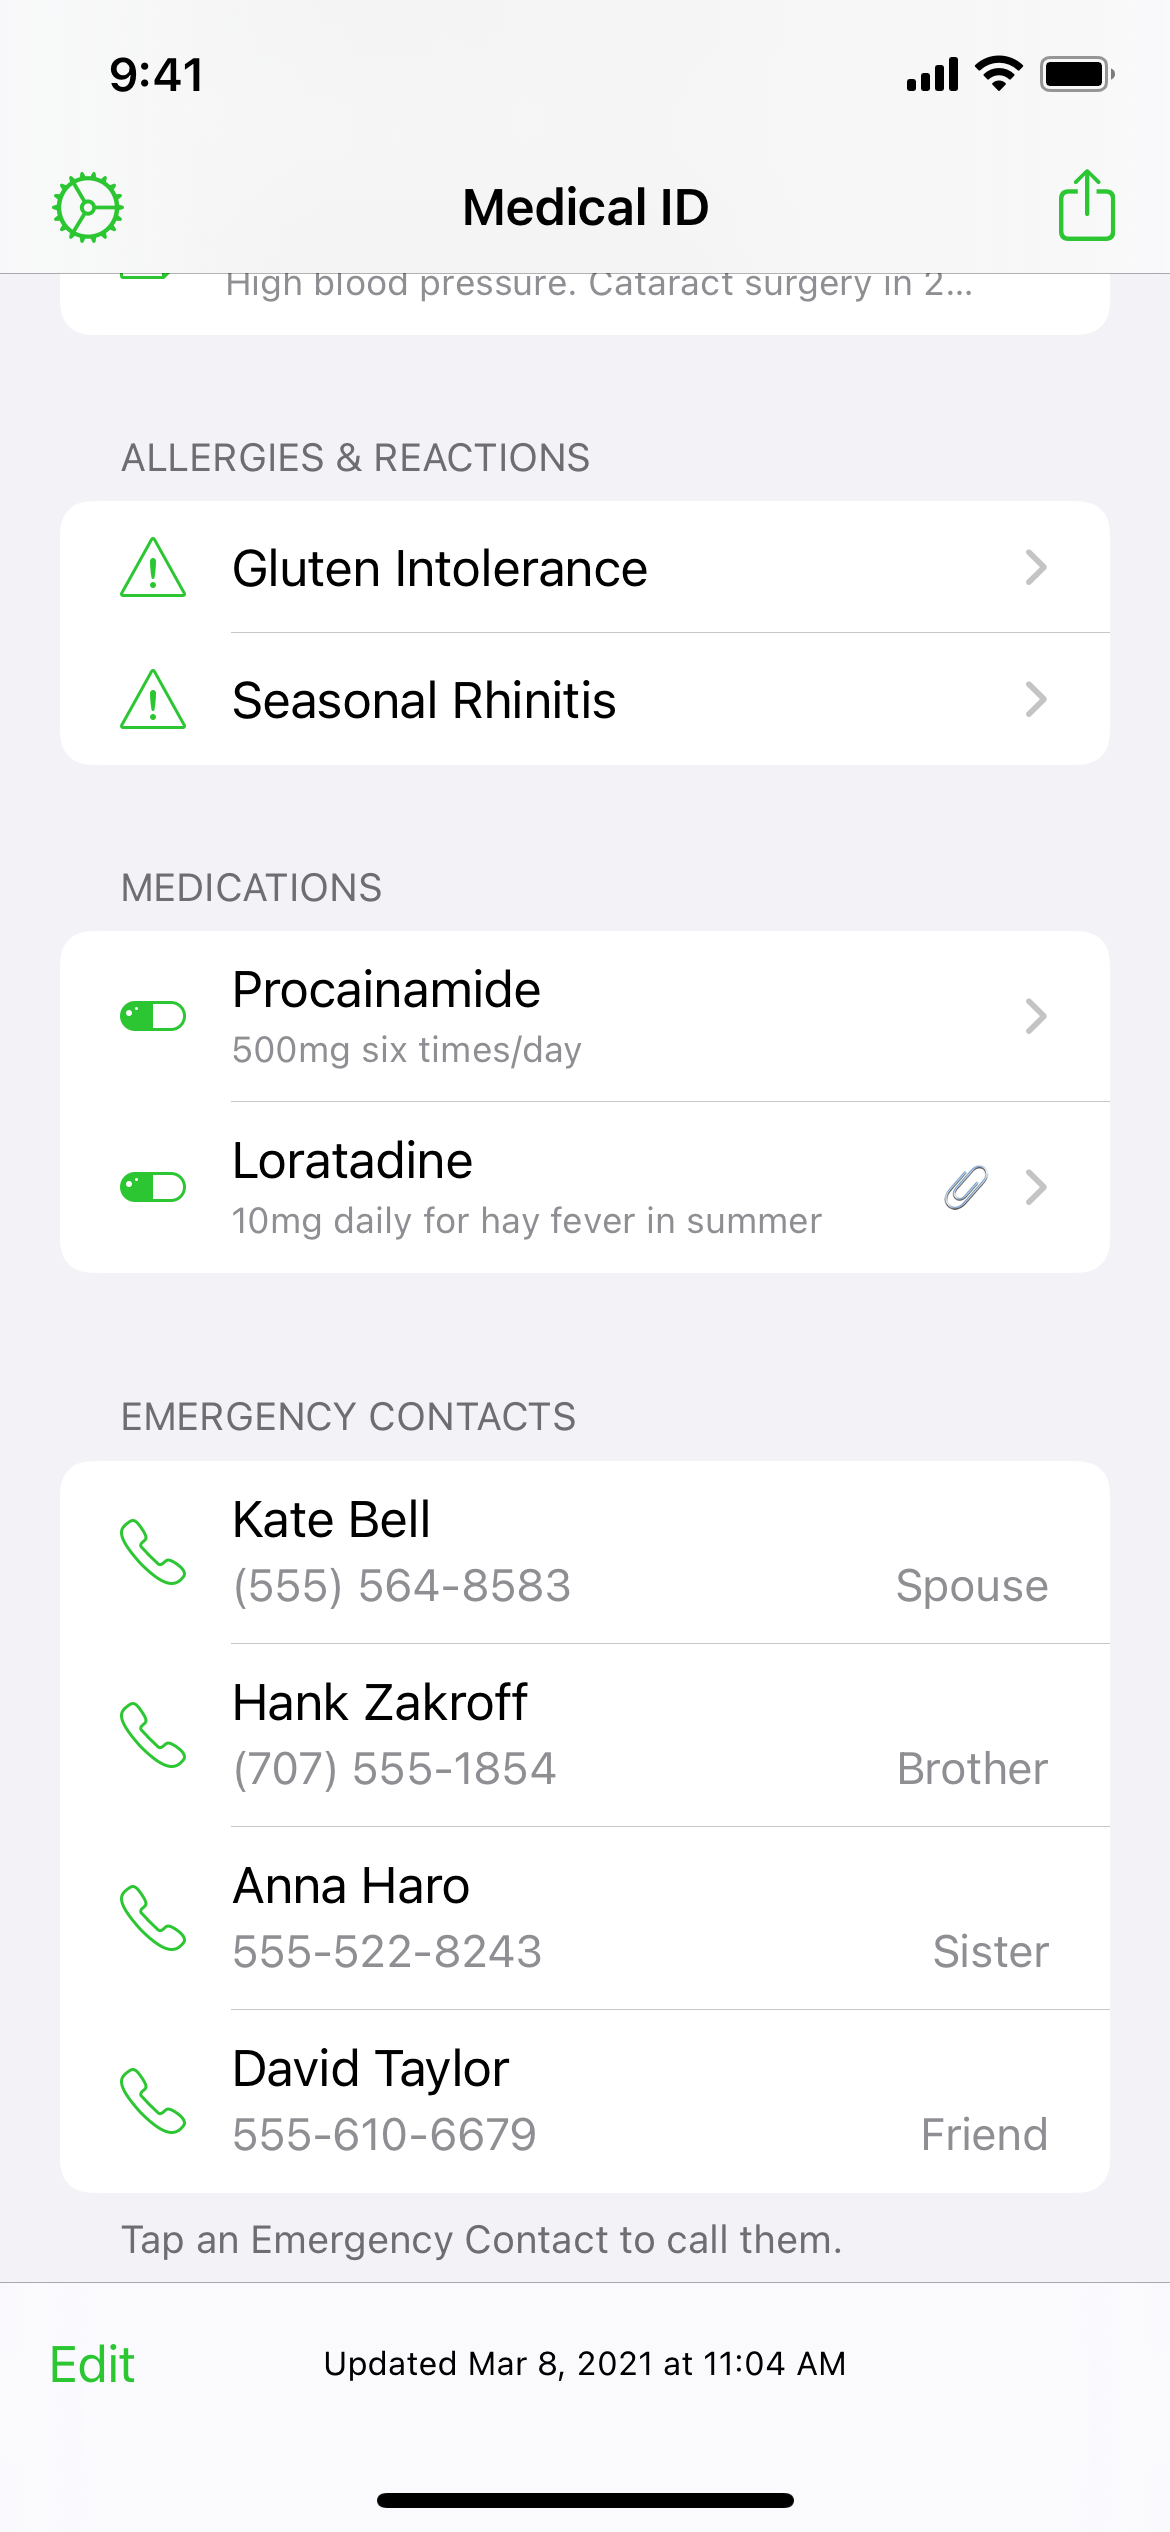 9:41
Medical ID
High blood pressure. Cataract surgery in 2...
ALLERGIES & REACTIONS
Gluten Intolerance
Seasonal Rhinitis
MEDICATIONS
Procainamide
500mg six times/day
Loratadine
10mg daily for hay fever in summer
EMERGENCY CONTACTS
Kate Bell
(555) 564-8583 Spouse
Hank Zakroff
(707) 555-1854 Brother
Anna Haro
555-522-8243 Sister
David Taylor
555-610-6679 Friend
Tap an Emergency Contact to call them.
Edit Updated Mar 8, 2021 at 11:04 AM